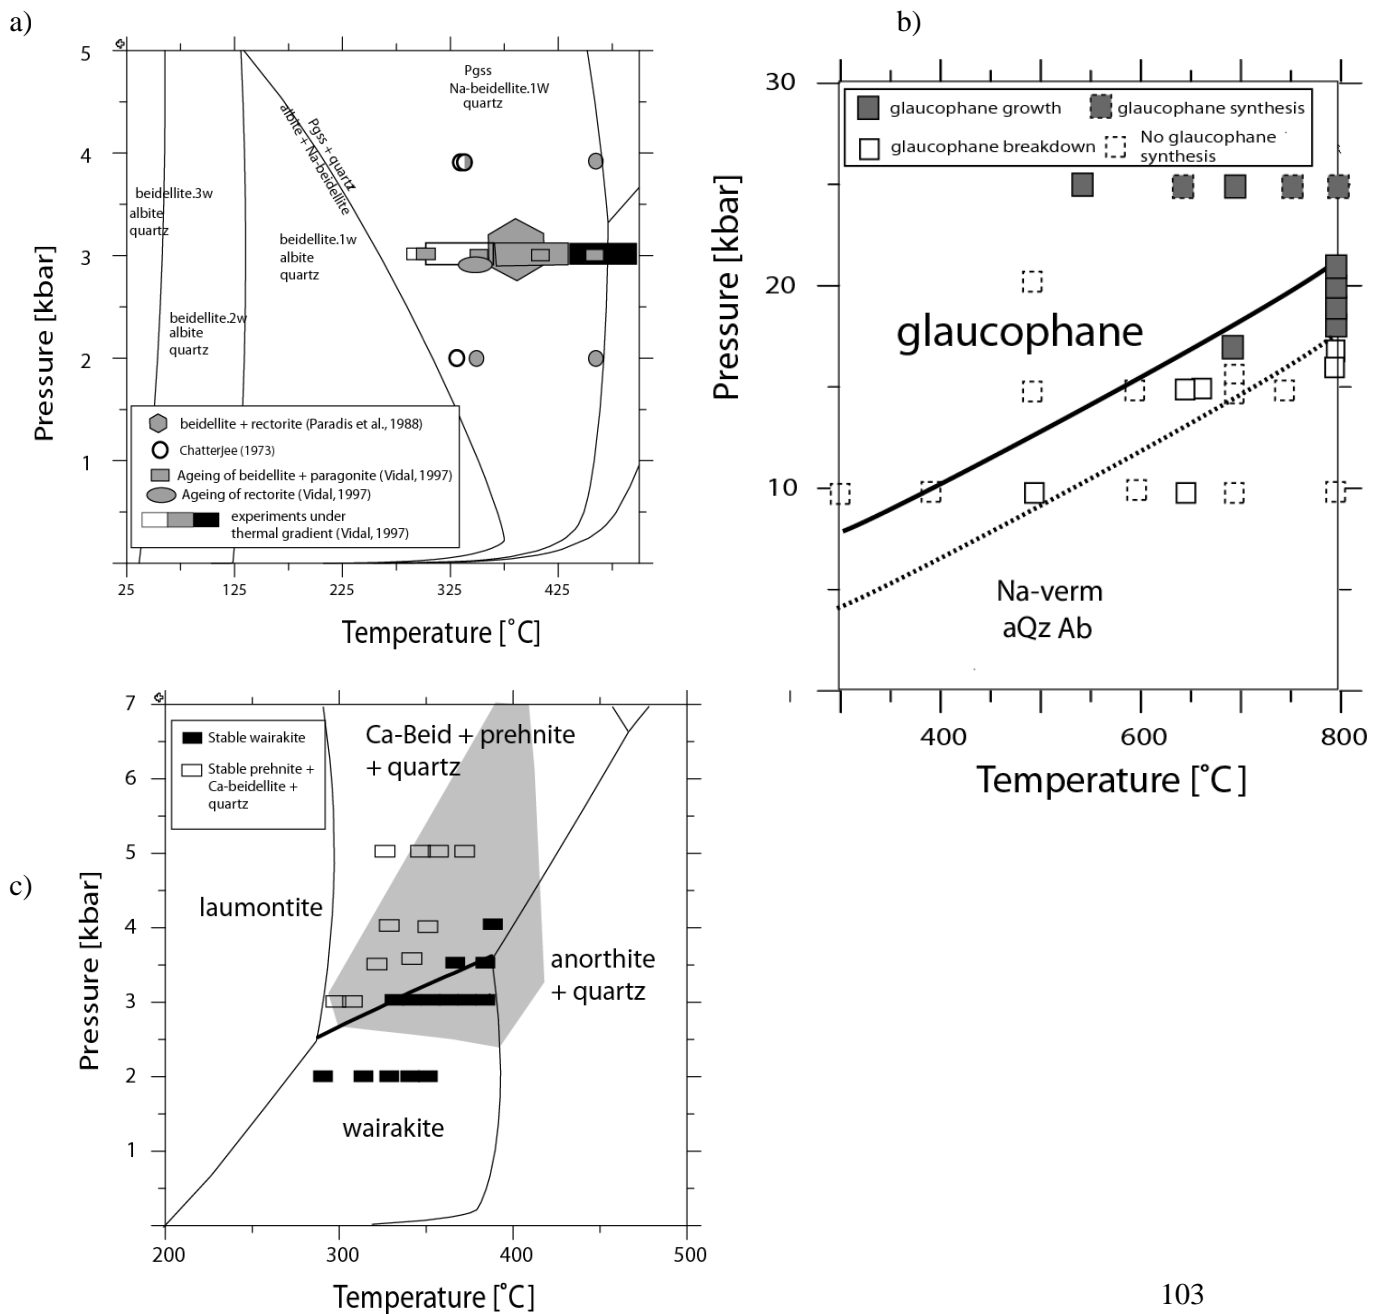 a)
5
4
3
2
1
Pressure [kbar]
25
125
225
325
425
Temperature [˚C]
beidellite.3w
albite
quartz
beidellite.2w
albite
quartz
beidellite.1w
albite
quartz
Pgss + quartz
albite + Na-beidellite
Pgss
Na-beidellite.1W
quartz
beidellite + rectorite (Paradis et al., 1988)
Chatterjee (1973)
Ageing of beidellite + paragonite (Vidal, 1997)
Ageing of rectorite (Vidal, 1997)
experiments under
thermal gradient (Vidal, 1997)
b)
30
20
10
Pressure [kbar]
400
600
800
Temperature [˚C]
glaucophane growth
glaucophane synthesis
glaucophane breakdown
No glaucophane
synthesis
glaucophane
Na-verm
aQz Ab
c)
7
6
5
4
3
2
1
Pressure [kbar]
200
300
400
500
Temperature [˚C]
Stable wairakite
Stable prehnite +
Ca-beidellite +
quartz
Ca-Beid + prehnite
+ quartz
laumontite
anorthite
+ quartz
wairakite
103